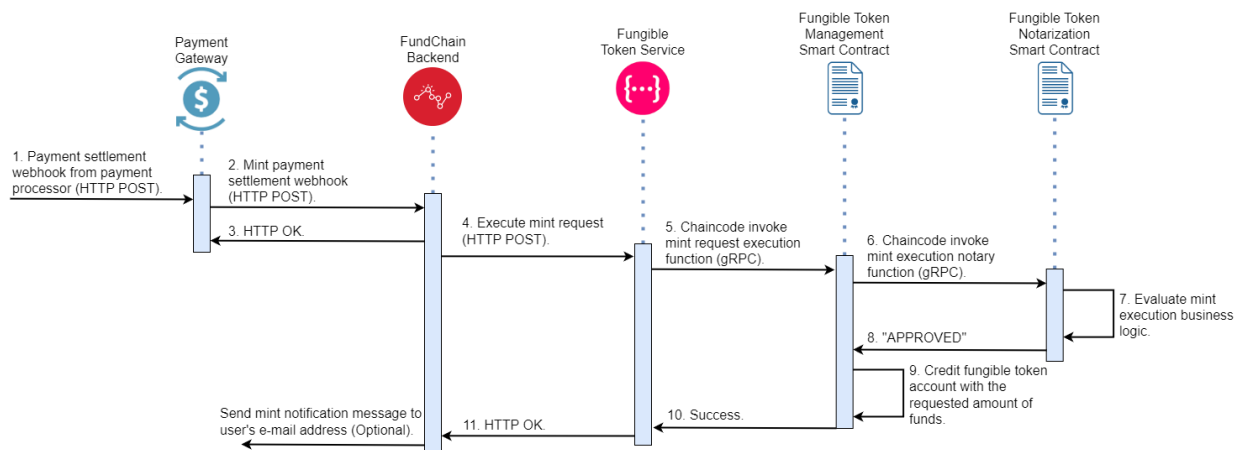 Payment
Gateway
FundChain
Backend
Fungible
Token Service
Fungible Token
Management
Smart Contract
Fungible Token
Notarization
Smart Contract
$
{...}
1. Payment settlement
webhook from payment
processor (HTTP POST).
2. Mint payment
settlement webhook
(HTTP POST).
3. HTTP OK.
4. Execute mint request
(HTTP POST).
5. Chaincode invoke
mint request execution
function (gRPC).
6. Chaincode invoke
mint execution notary
function (gRPC).
7. Evaluate mint
execution business
logic.
8. "APPROVED"
9. Credit fungible token
account with the
requested amount of
funds.
10. Success.
11. HTTP OK.
Send mint notification message to
user's e-mail address (Optional).